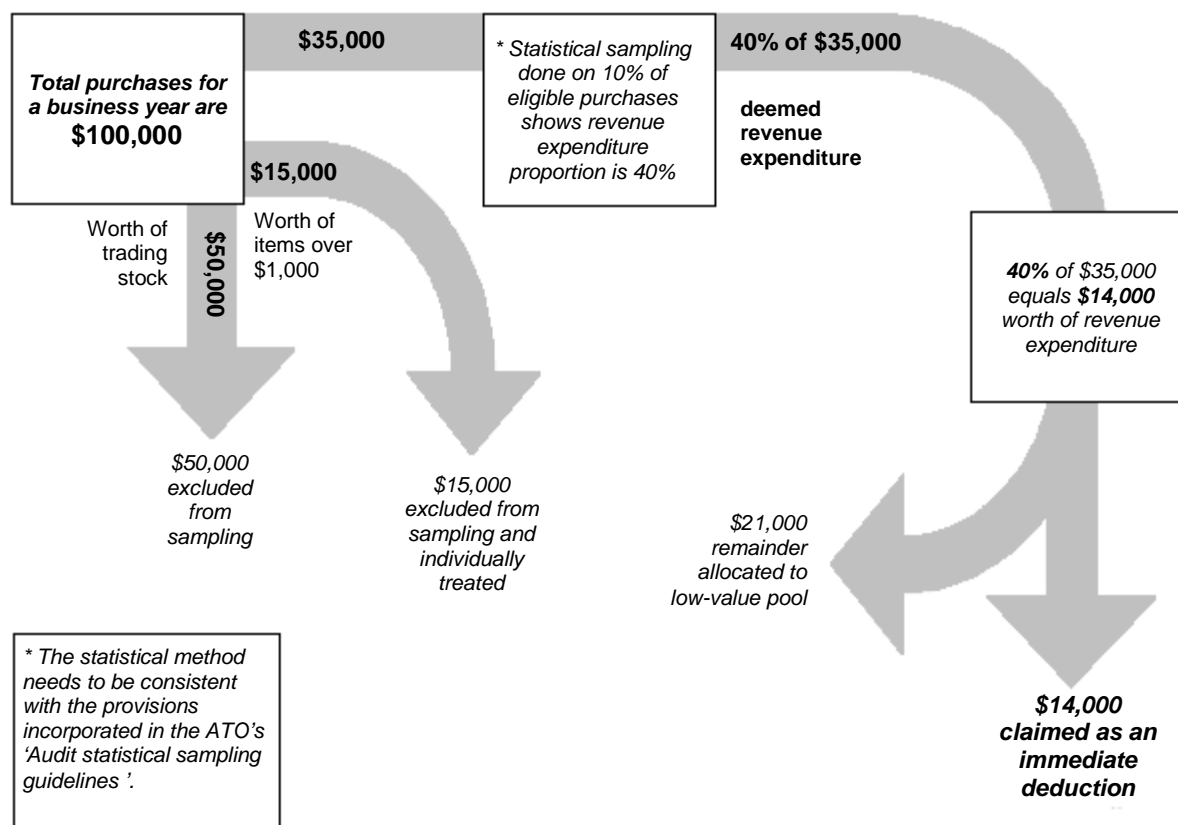 Total purchases for
a business year are
$100,000
$35,000
* Statistical sampling
done on 10% of
eligible purchases
shows revenue
expenditure
proportion is 40%
40% of $35,000
deemed
revenue
expenditure
$15,000
Worth of
items over
$1,000
Worth of
trading
stock
$50,000
40% of $35,000
equals $14,000
worth of revenue
expenditure
$50,000
excluded
from
sampling
$15,000
excluded from
sampling and
individually
treated
$21,000
remainder
allocated to
low-value pool
* The statistical method
needs to be consistent
with the provisions
incorporated in the ATO's
‘Audit statistical sampling
guidelines ’.
$14,000
claimed as an
immediate
deduction